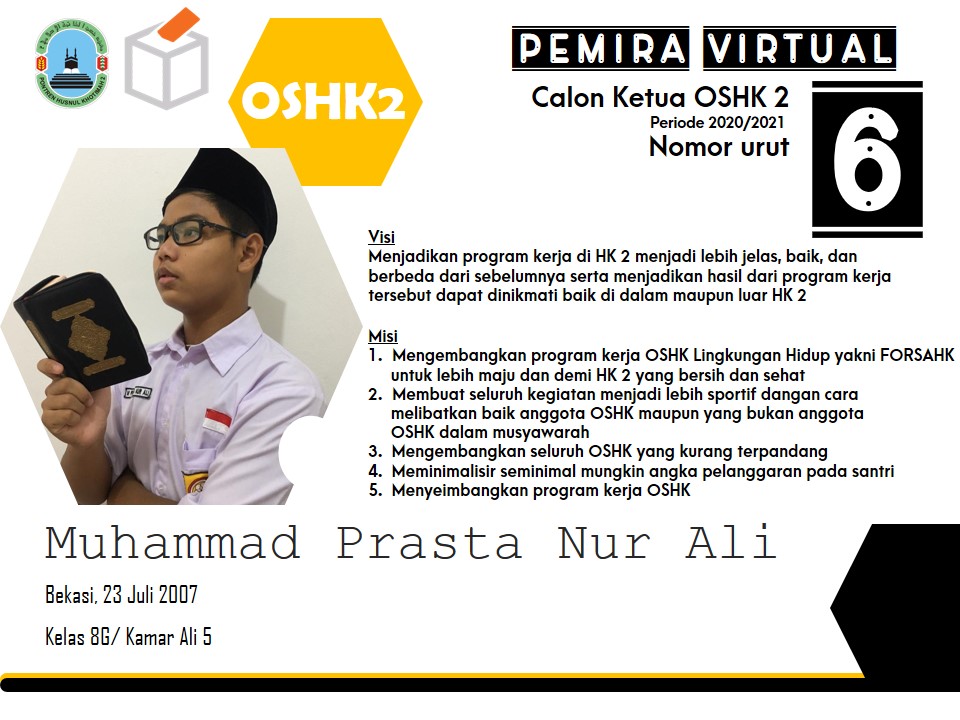 PONTREN HUSNUL KHOTIMAH 2
OSHK2
PEMIRA VIRTUAL
Calon Ketua OSHK 2
Periode 2020/2021
Nomor urut
6
Visi
Menjadikan program kerja di HK 2 menjadi lebih jelas, baik, dan
berbeda dari sebelumnya serta menjadikan hasil dari program kerja
tersebut dapat dinikmati baik di dalam maupun luar HK 2
Misi
1. Mengembangkan program kerja OSHK Lingkungan Hidup yakni FORSAHK
untuk lebih maju dan demi HK 2 yang bersih dan sehat
2. Membuat seluruh kegiatan menjadi lebih sportif dangan cara
melibatkan baik anggota OSHK maupun yang bukan anggota
OSHK dalam musyawarah
3. Mengembangkan seluruh OSHK yang kurang terpandang
4. Meminimalisir seminimal mungkin angka pelanggaran pada santri
5. Menyeimbangkan program kerja OSHK
Muhammad Prasta Nur Ali
Bekasi, 23 Juli 2007
Kelas 8G/ Kamar Ali 5